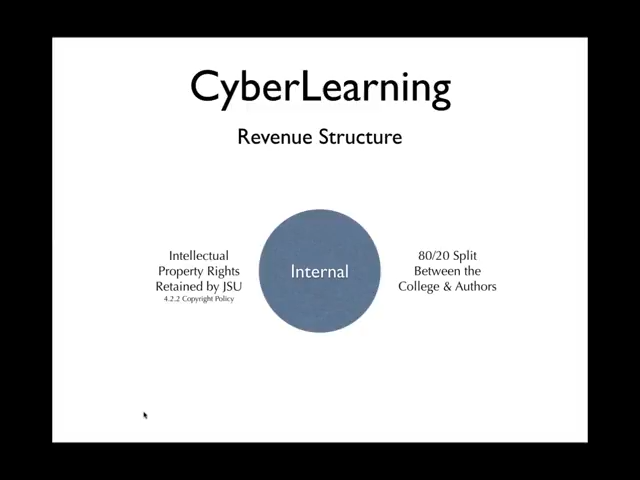 CyberLearning
Revenue Structure
Intellectual
Property Rights
Retained by JSU
4.2.2 Copyright Policy
Internal
80/20 Split
Between the
College & Authors